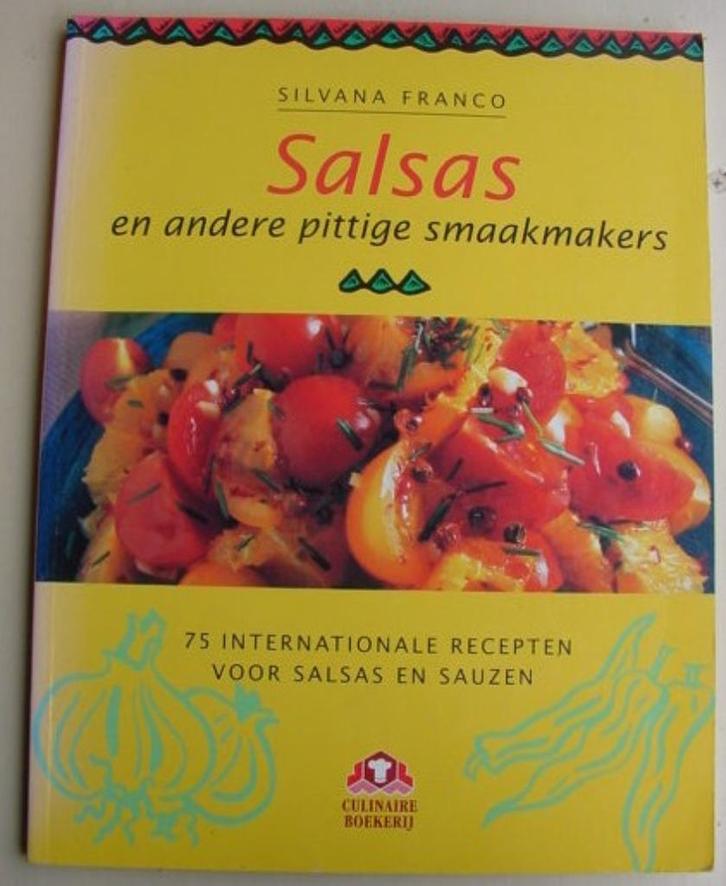 SILVANA FRANCO
Salsas
en andere pittige smaakmakers
75 INTERNATIONALE RECEPTEN
VOOR SALSAS EN SAUZEN
CULINAIRE
BOEKERIJ